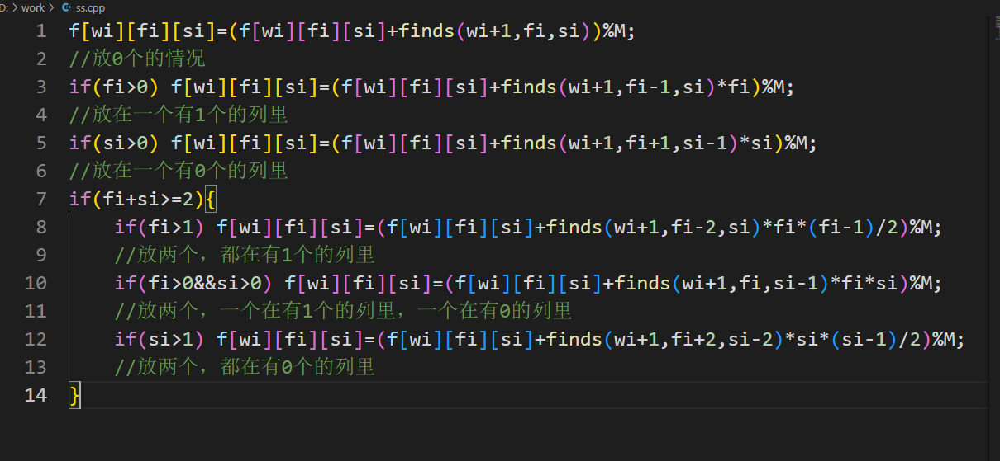 D: > work > ss.cpp
1 f[wi][fi][si]=(f[wi][fi][si]+finds(wi+1,fi,si))%M;
2 //放0个的情况
3 if(fi>0) f[wi][fi][si]=(f[wi][fi][si]+finds(wi+1,fi-1,si)*fi)%M;
4 //放在一个有1个的列里
5 if(si>0) f[wi][fi][si]=(f[wi][fi][si]+finds(wi+1,fi+1,si-1)*si)%M;
6 //放在一个有0个的列里
7 if(fi+si>=2){
8 if(fi>1) f[wi][fi][si]=(f[wi][fi][si]+finds(wi+1,fi-2,si)*fi*(fi-1)/2)%M;
9 //放两个，都在有1个的列里
10 if(fi>0&&si>0) f[wi][fi][si]=(f[wi][fi][si]+finds(wi+1,fi,si-1)*fi*si)%M;
11 //放两个，一个在有1个的列里，一个在有0的列里
12 if(si>1) f[wi][fi][si]=(f[wi][fi][si]+finds(wi+1,fi+2,si-2)*si*(si-1)/2)%M;
13 //放两个，都在有0个的列里
14 }